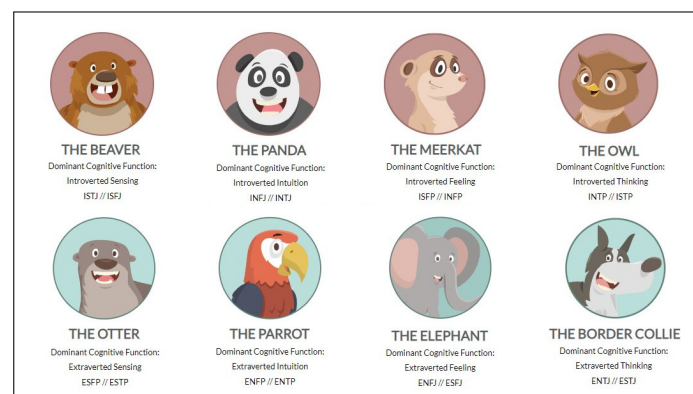 THE BEAVER
Dominant Cognitive Function:
Introverted Sensing
ISTJ // ISFJ
THE PANDA
Dominant Cognitive Function:
Introverted Intuition
INFJ // INTJ
THE MEERKAT
Dominant Cognitive Function:
Introverted Feeling
ISFP // INFP
THE OWL
Dominant Cognitive Function:
Introverted Thinking
INTP // ISTP
THE OTTER
Dominant Cognitive Function:
Extraverted Sensing
ESFP // ESTP
THE PARROT
Dominant Cognitive Function:
Extraverted Intuition
ENFP // ENTP
THE ELEPHANT
Dominant Cognitive Function:
Extraverted Feeling
ENFJ // ESFJ
THE BORDER COLLIE
Dominant Cognitive Function:
Extraverted Thinking
ENTJ // ESTJ